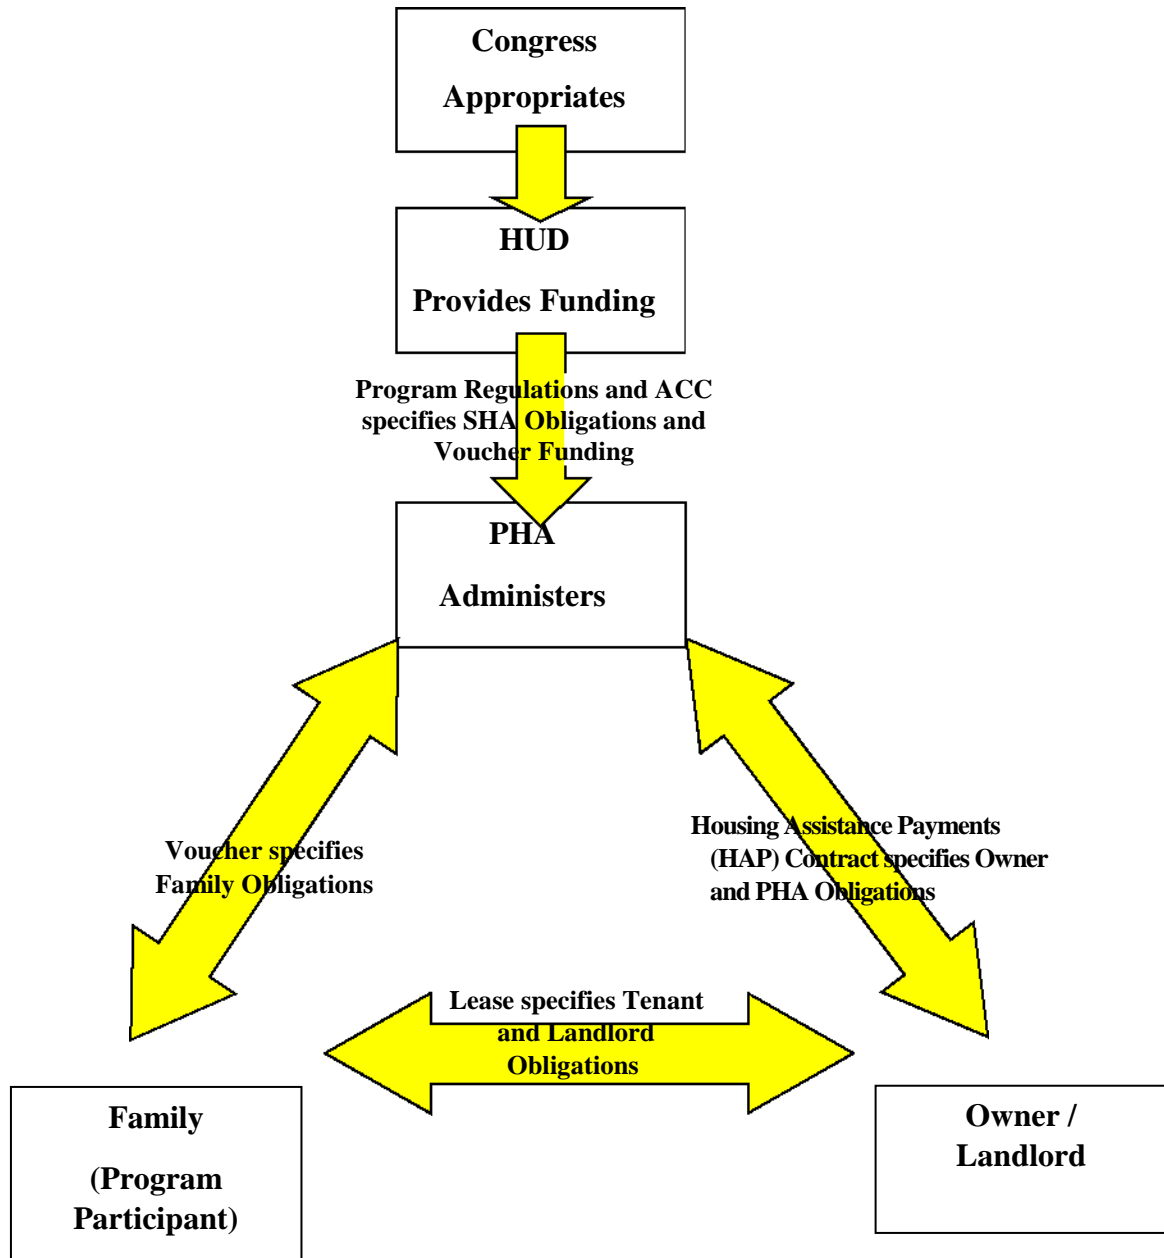 Congress
Appropriates
HUD
Provides Funding
Program Regulations and ACC
specifies SHA Obligations and
Voucher Funding
PHA
Administers
Voucher specifies
Family Obligations
Housing Assistance Payments
(HAP) Contract specifies Owner
and PHA Obligations
Lease specifies Tenant
and Landlord
Obligations
Family
(Program
Participant)
Owner /
Landlord